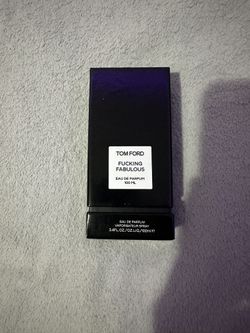 TOM FORD
FUCKING
FABULOUS
EAU DE PARFUM
100 ML
EAU DE PARFUM
VAPORISATEUR SPRAY
3.4FL.OZ./OZ.LIQ./100ml℮